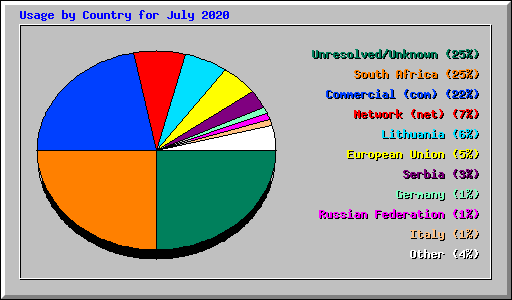 Usage by Country for July 2020
Unresolved/Unknown (25%)
South Africa (25%)
Commercial (com) (22%)
Network (net) (7%)
Lithuania (6%)
European Union (5%)
Serbia (3%)
Germany (1%)
Russian Federation (1%)
Italy (1%)
Other (4%)